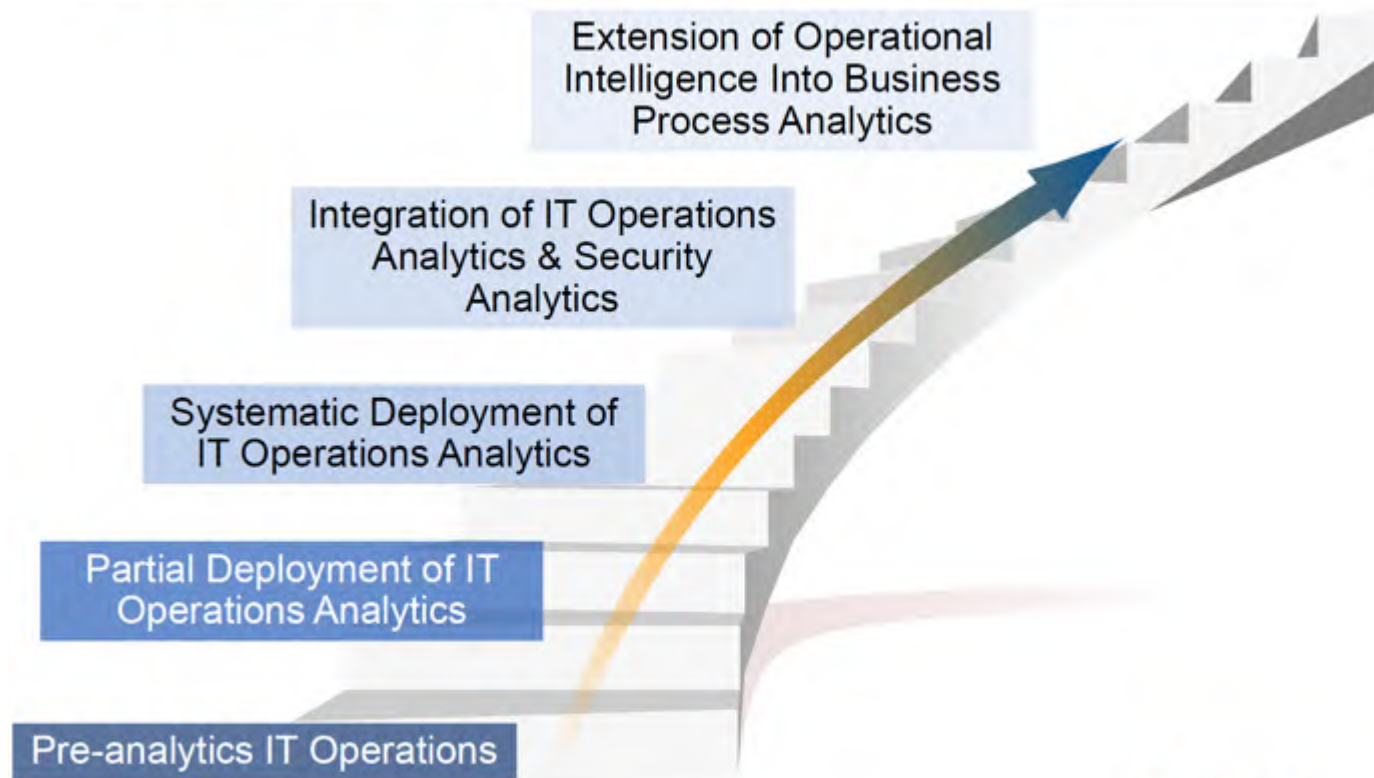 Extension of Operational
Intelligence Into Business
Process Analytics
Integration of IT Operations
Analytics & Security
Analytics
Systematic Deployment of
IT Operations Analytics
Partial Deployment of IT
Operations Analytics
Pre-analytics IT Operations